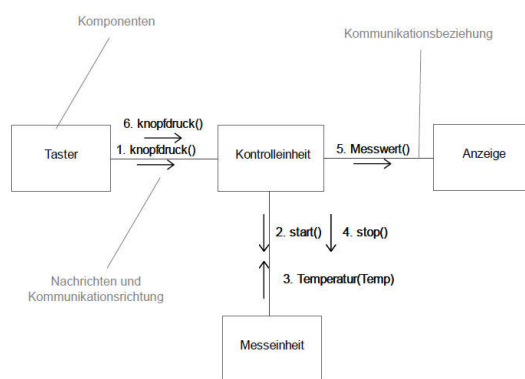 Komponenten
Kommunikationsbeziehung
6. knopfdruck()
1. knopfdruck()
Taster
Kontrolleinheit
5. Messwert()
Anzeige
2. start()
4. stop()
3. Temperatur(Temp)
Nachrichten und
Kommunikationsrichtung
Messeinheit